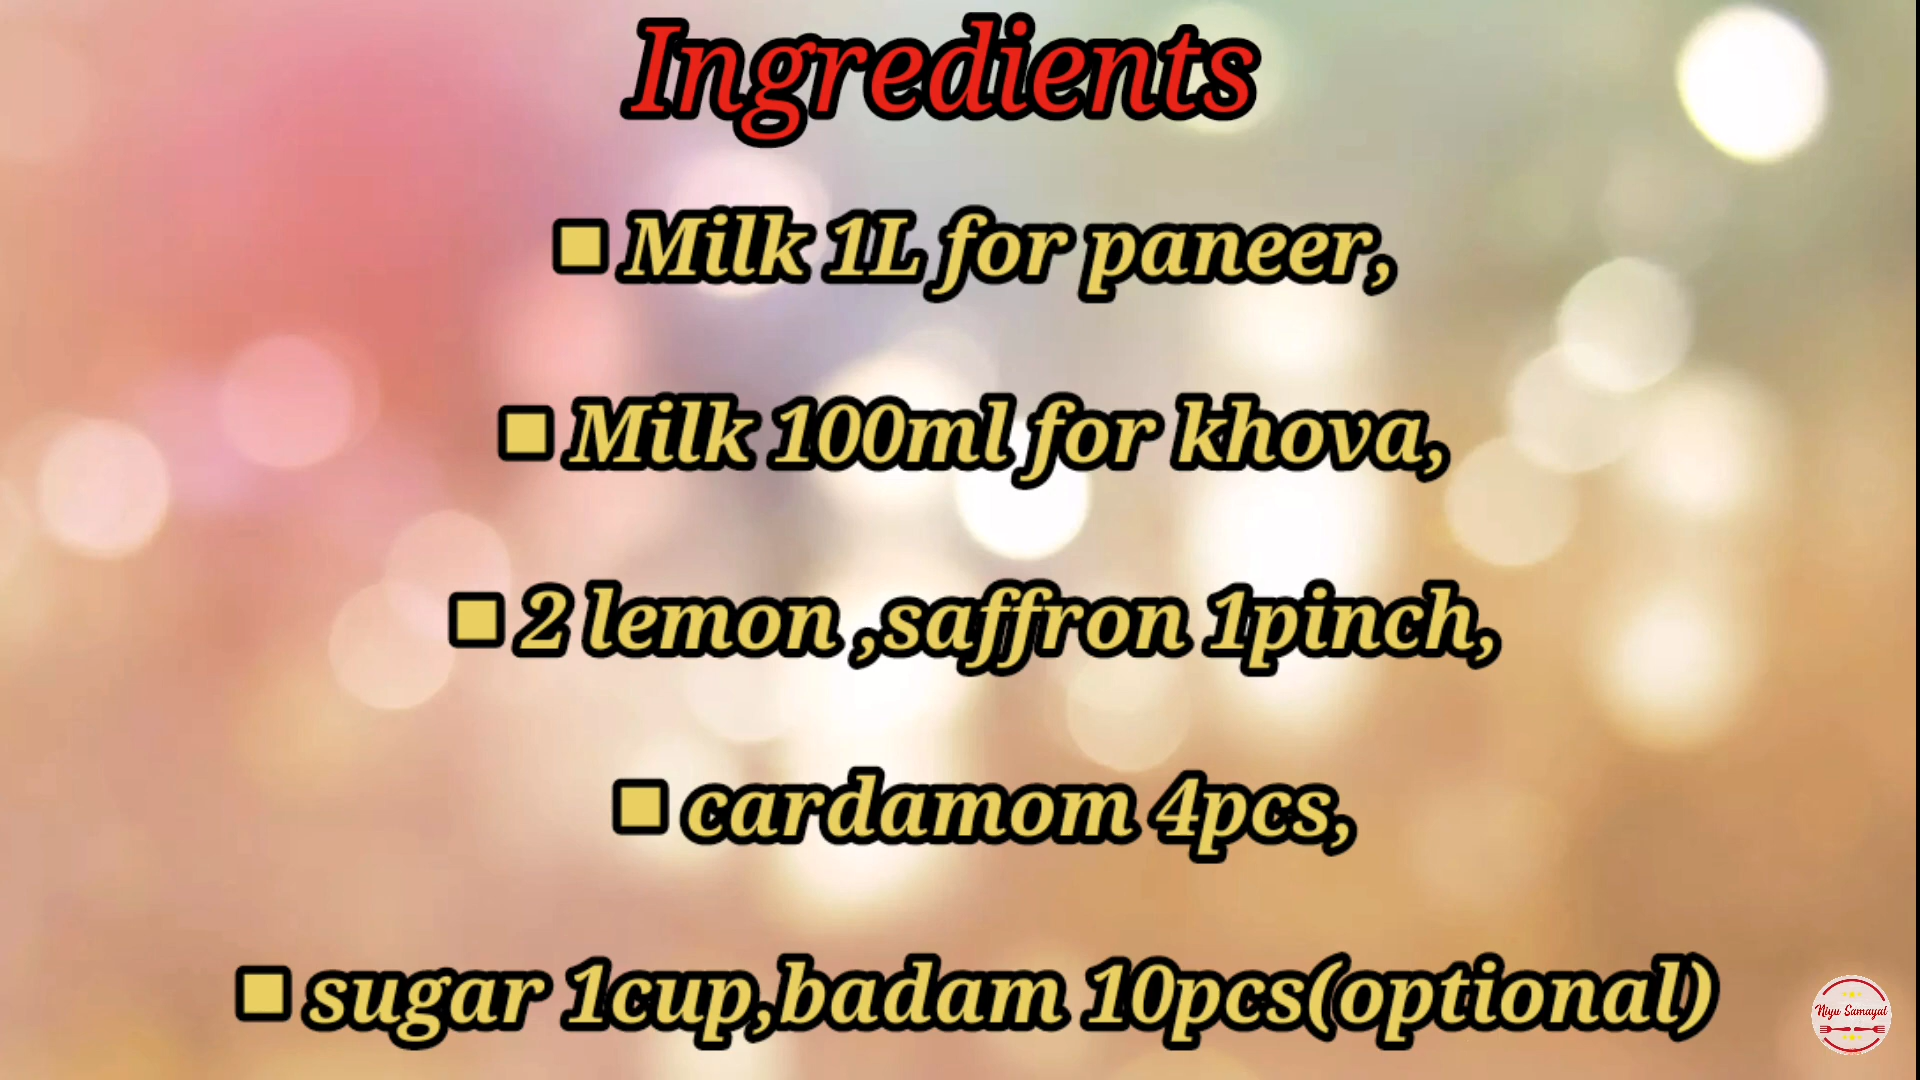 Ingredients
▪ Milk 1L for paneer,
▪ Milk 100ml for khova,
▪ 2 lemon ,saffron 1pinch,
▪ cardamom 4pcs,
▪ sugar 1cup,badam 10pcs(optional)
Niyu Samayal